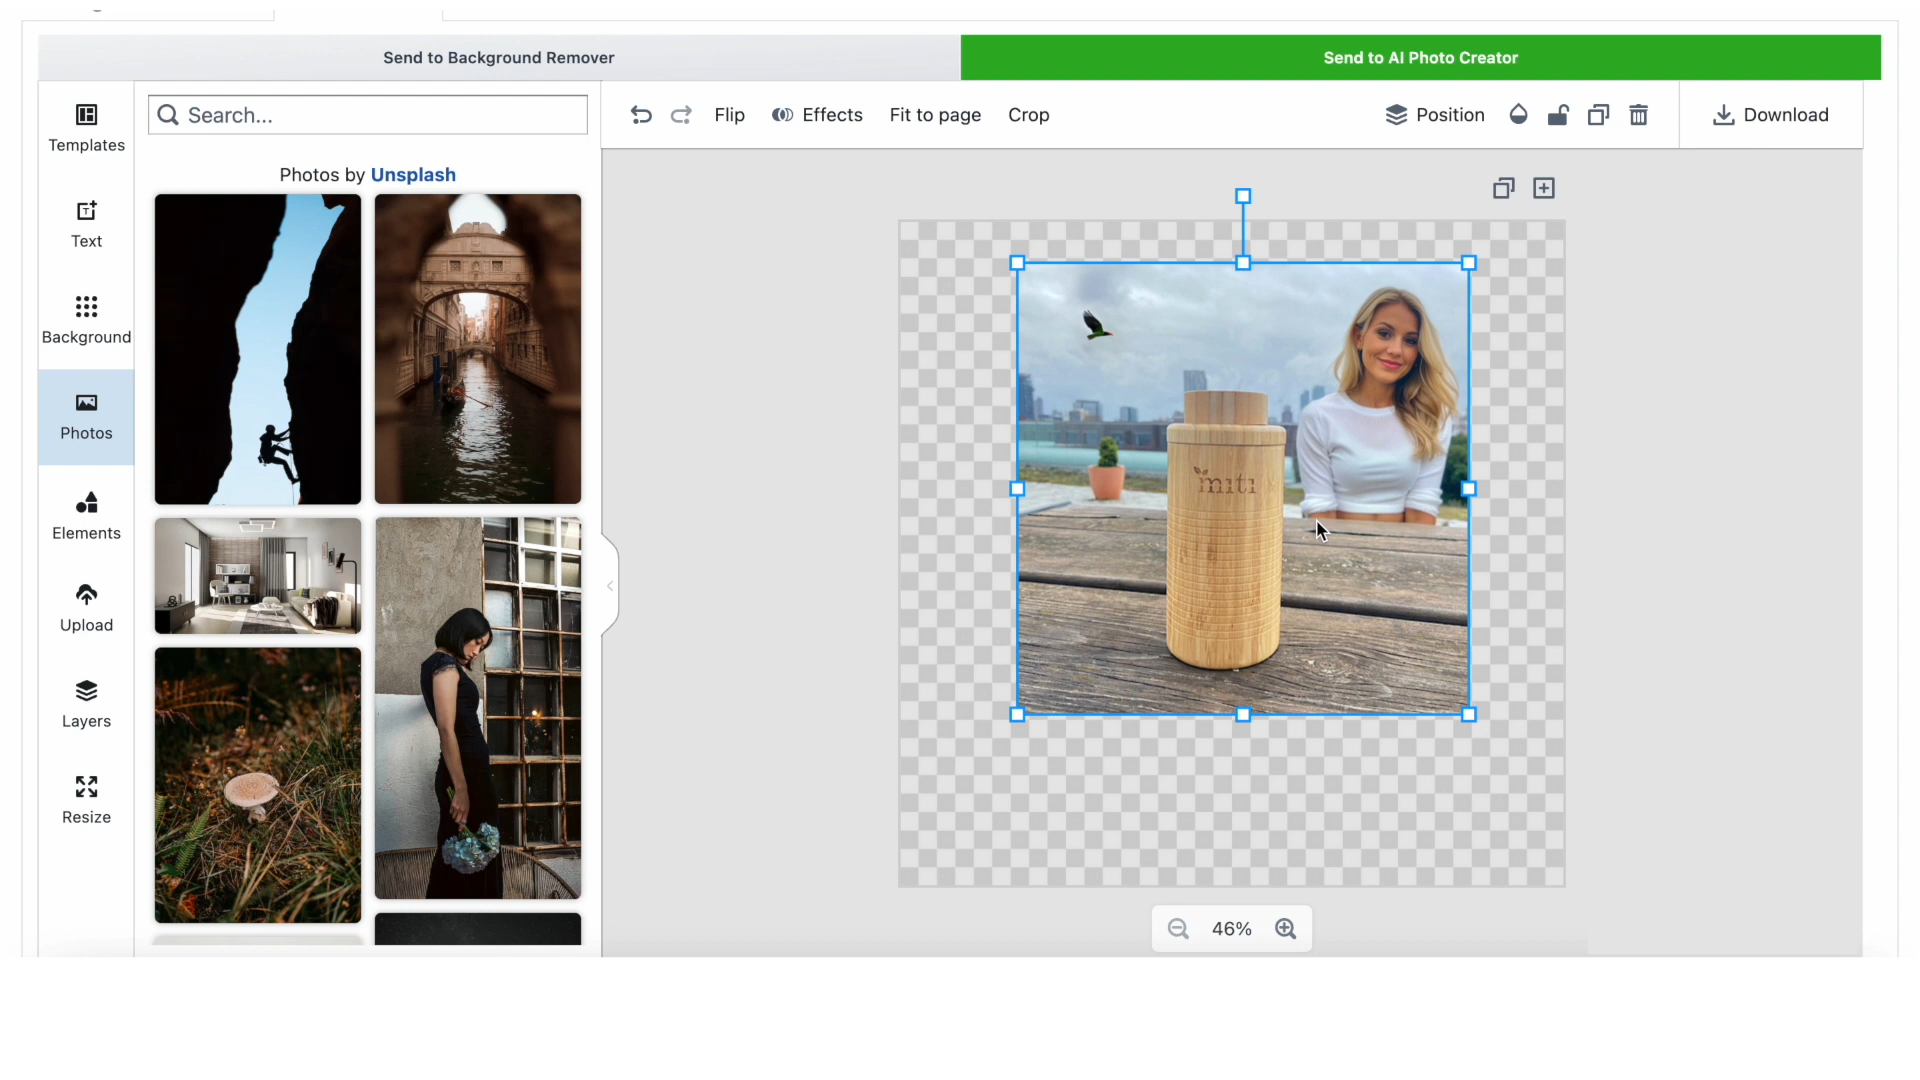 Send to Background Remover
Send to AI Photo Creator
Templates
Text
Background
Photos
Elements
Upload
Layers
Resize
Search...
Photos by Unsplash
Flip
Effects
Fit to page
Crop
Position
Download
miti
46%